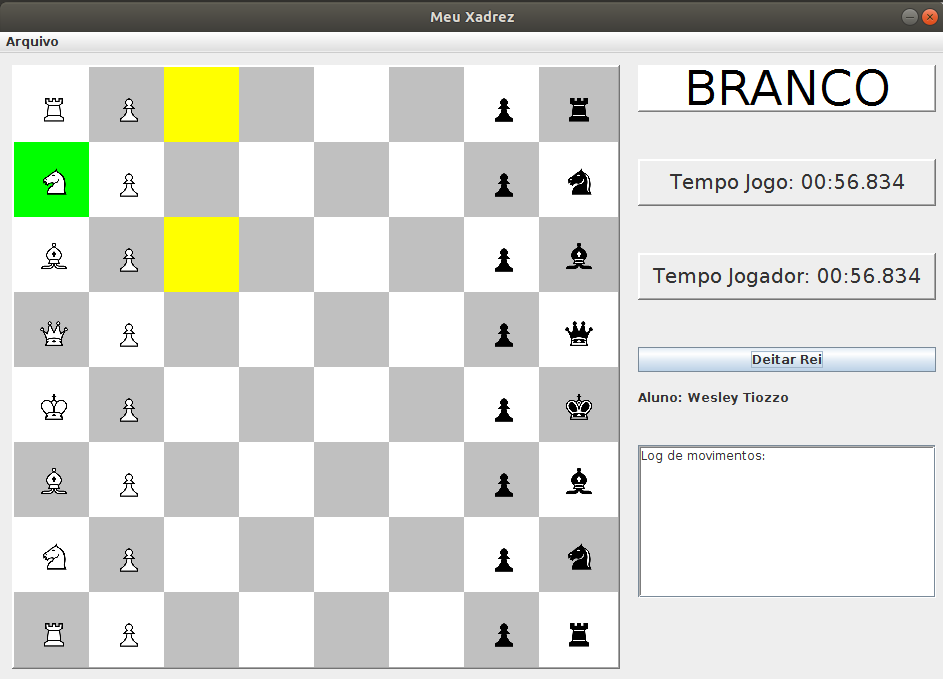 Meu Xadrez
Arquivo
BRANCO
Tempo Jogo: 00:56.834
Tempo Jogador: 00:56.834
Deitar Rei
Aluno: Wesley Tiozzo
Log de movimentos: